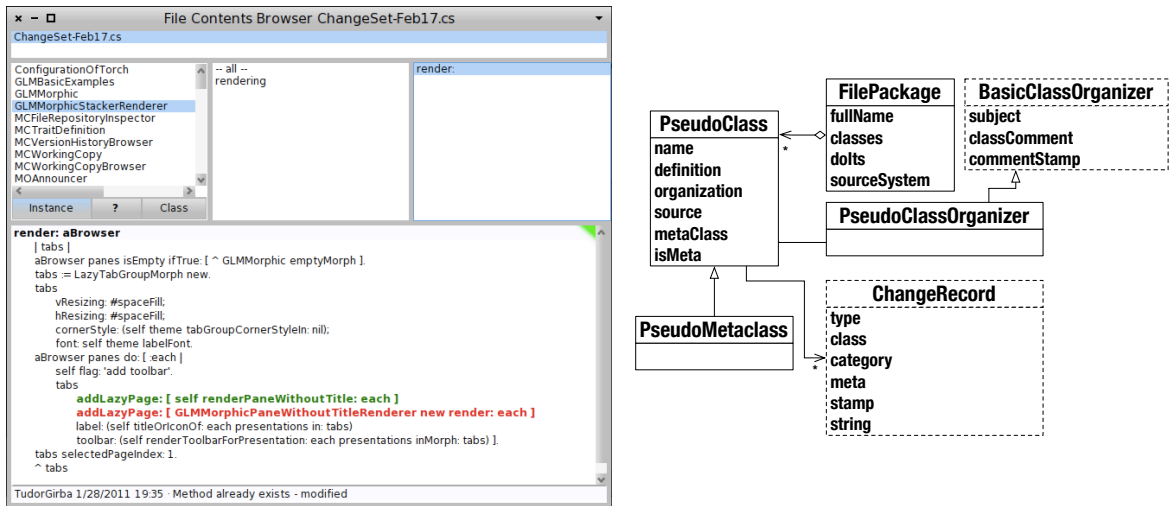 File Contents Browser ChangeSet-Feb17.cs
ChangeSet-Feb17.cs
ConfigurationOfTorch
GLMBasicExamples
GLMMorphic
GLMMorphicStackerRenderer
MCFileRepositoryInspector
MCTraitDefinition
MCVersionHistoryBrowser
MCWorkingCopy
MCWorkingCopyBrowser
MOAnnouncer
-- all --
rendering
render:
Instance ? Class
render: aBrowser
| tabs |
aBrowser panes isEmpty ifTrue: [ ^ GLMMorphic emptyMorph ].
tabs := LazyTabGroupMorph new.
tabs
vResizing: #spaceFill;
hResizing: #spaceFill;
cornerStyle: (self theme tabGroupCornerStyleIn: nil);
font: self theme labelFont.
aBrowser panes do: [ :each |
self flag: 'add toolbar'.
tabs
addLazyPage: [ self renderPaneWithoutTitle: each ]
addLazyPage: [ GLMMorphicPaneWithoutTitleRenderer new render: each ]
label: (self titleOrIconOf: each presentations in: tabs)
toolbar: (self renderToolbarForPresentation: each presentations inMorph: tabs) ].
tabs selectedPageIndex: 1.
^ tabs
TudorGirba 1/28/2011 19:35 · Method already exists - modified
PseudoClass
name
definition
organization
source
metaClass
isMeta
*
FilePackage
fullName
classes
doIts
sourceSystem
BasicClassOrganizer
subject
classComment
commentStamp
PseudoClassOrganizer
PseudoMetaclass
*
ChangeRecord
type
class
category
meta
stamp
string